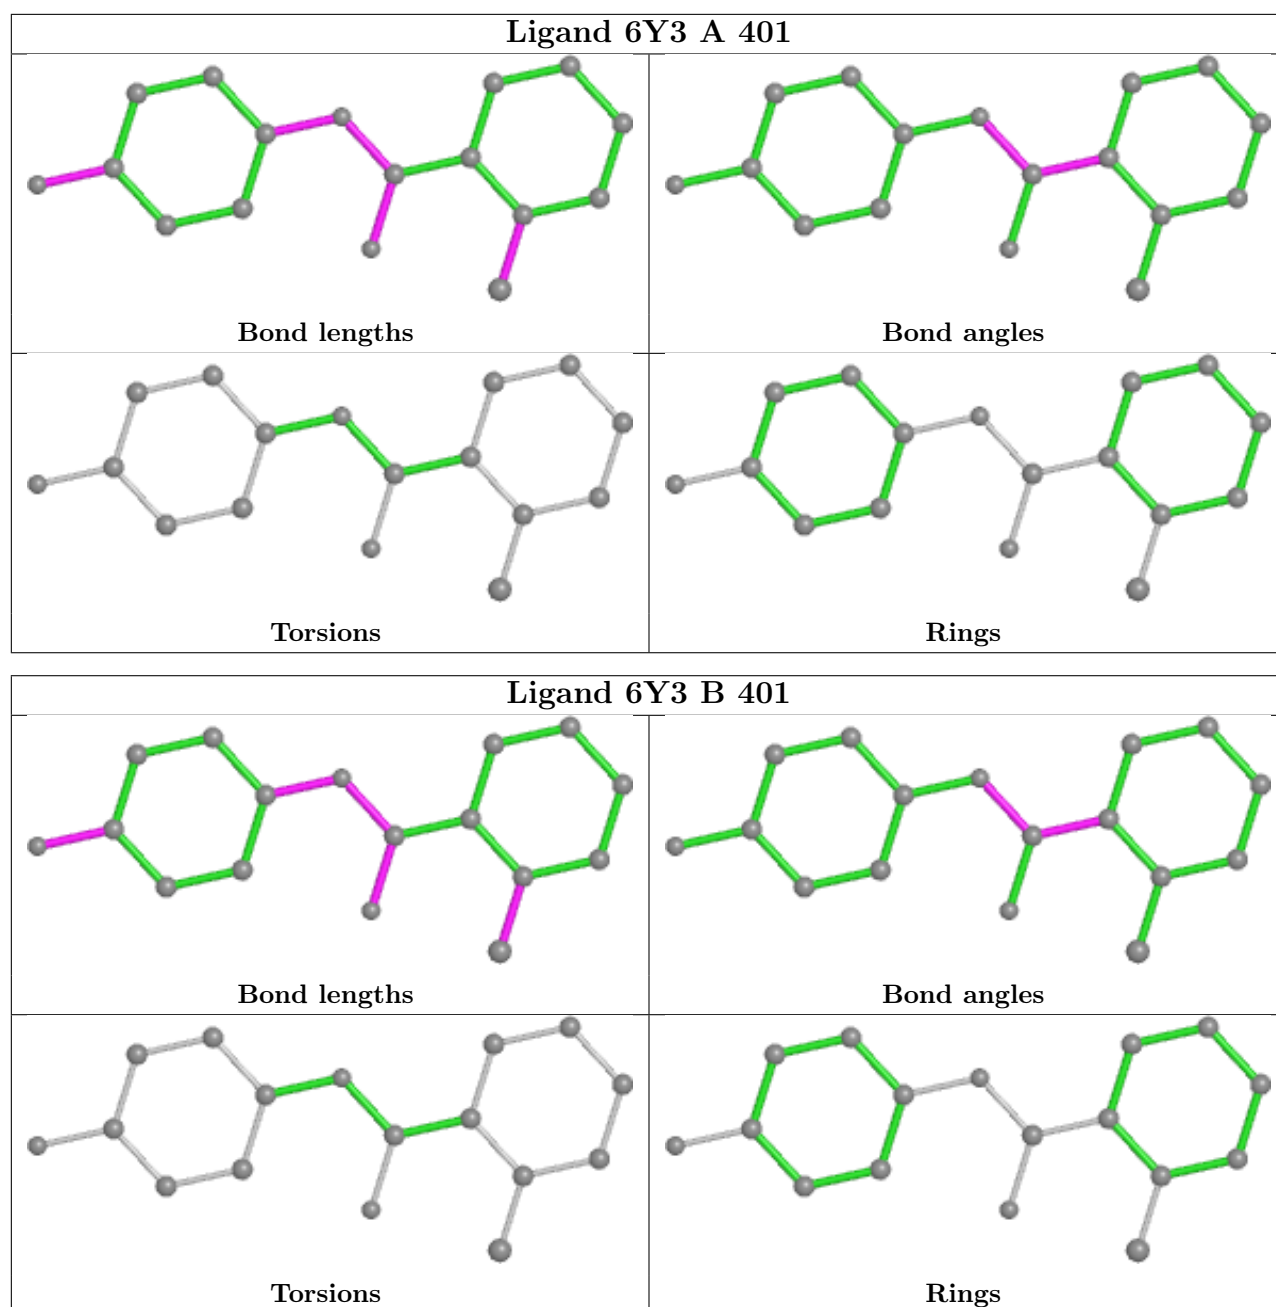 Ligand 6Y3 A 401
Bond lengths
Bond angles
Torsions
Rings
Ligand 6Y3 B 401
Bond lengths
Bond angles
Torsions
Rings